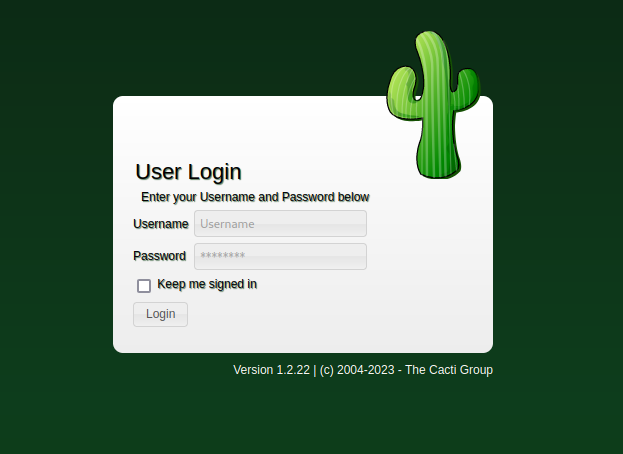 User Login
Enter your Username and Password below
Username Username
Password ********
Keep me signed in
Login
Version 1.2.22 | (c) 2004-2023 - The Cacti Group